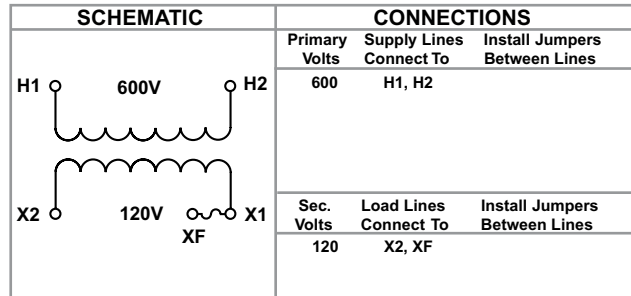 SCHEMATIC
H1
600V
H2
X2
120V
X1
XF
CONNECTIONS
Primary Supply Lines Install Jumpers
Volts Connect To Between Lines
600 H1, H2
Sec. Load Lines Install Jumpers
Volts Connect To Between Lines
120 X2, XF